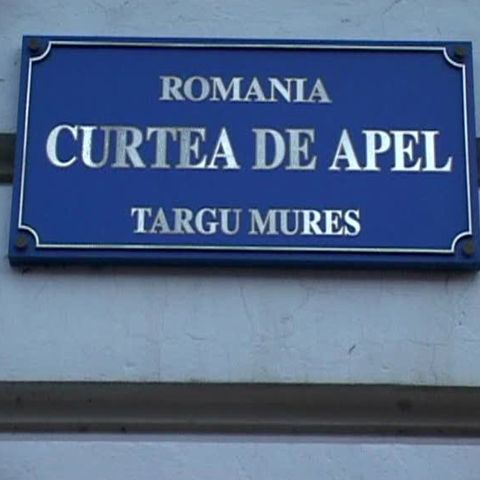 ROMANIA
CURTEA DE APEL
TARGU MURES